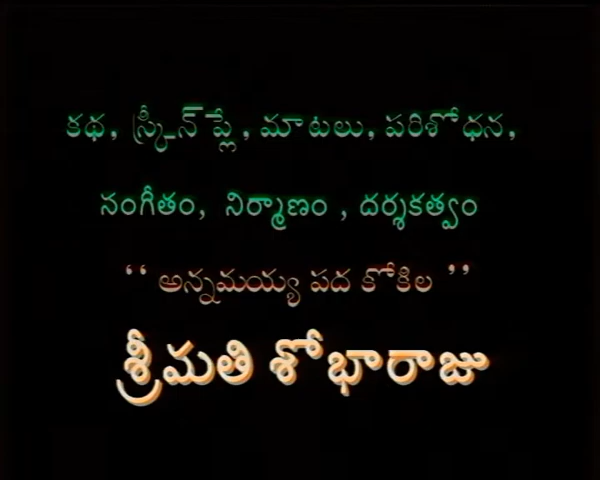 కథ, స్క్రీన్ ప్లే, మాటలు, పరిశోధన,
సంగీతం, నిర్మాణం, దర్శకత్వం
‘‘ అన్నమయ్య పద కోకిల ’’
శ్రీమతి శోభారాజు